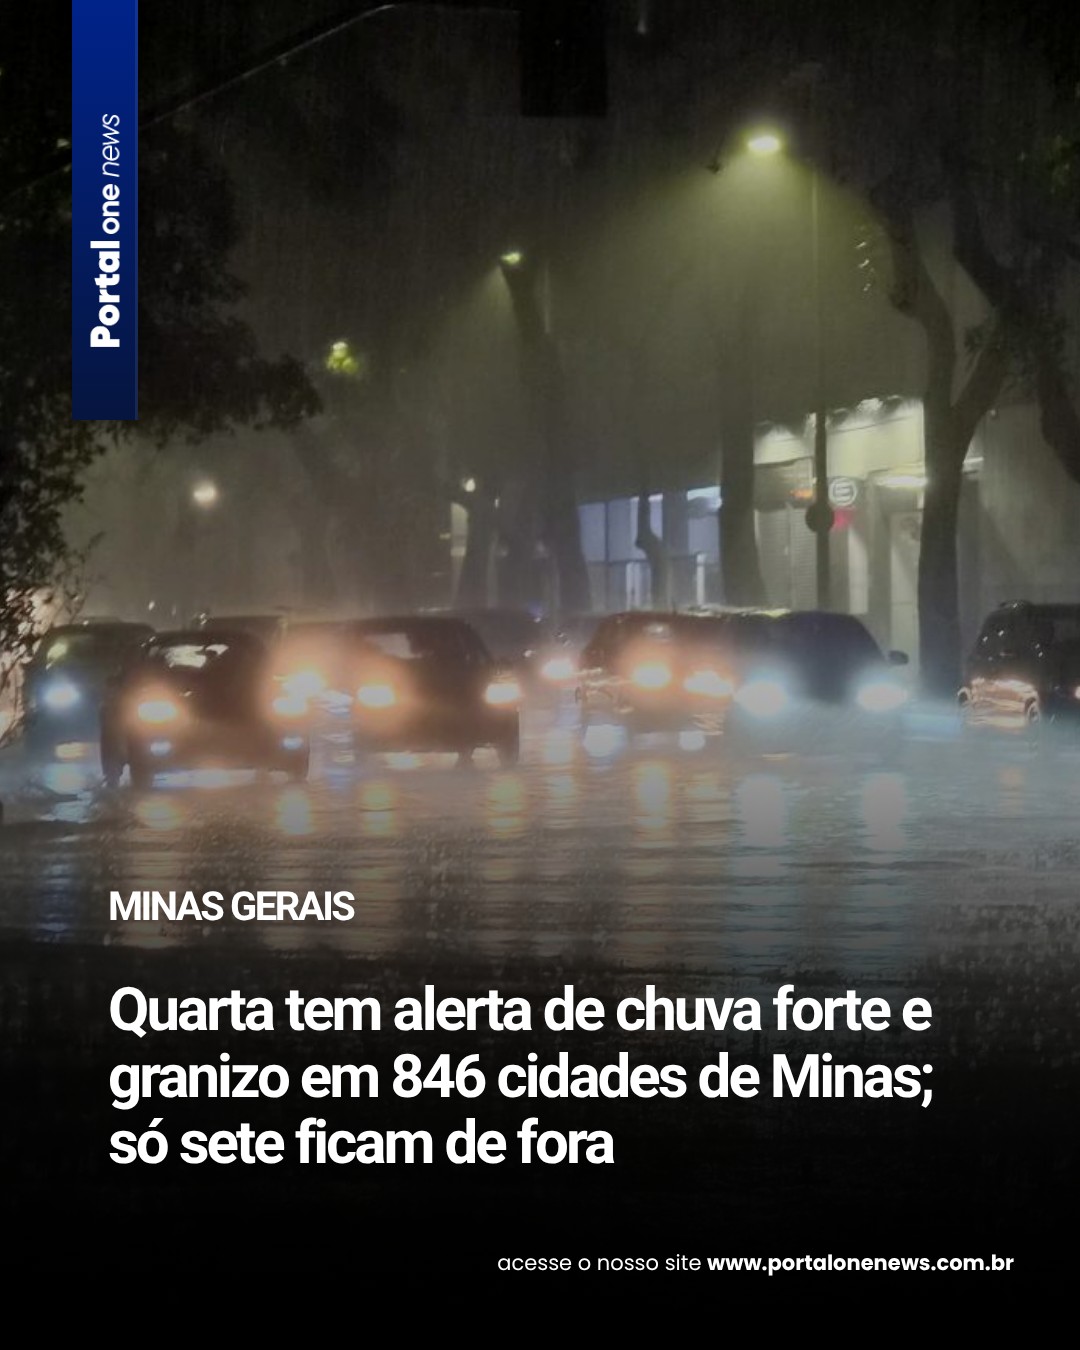 Portal one news
MINAS GERAIS
Quarta tem alerta de chuva forte e
granizo em 846 cidades de Minas;
só sete ficam de fora
acesse o nosso site www.portalonenews.com.br